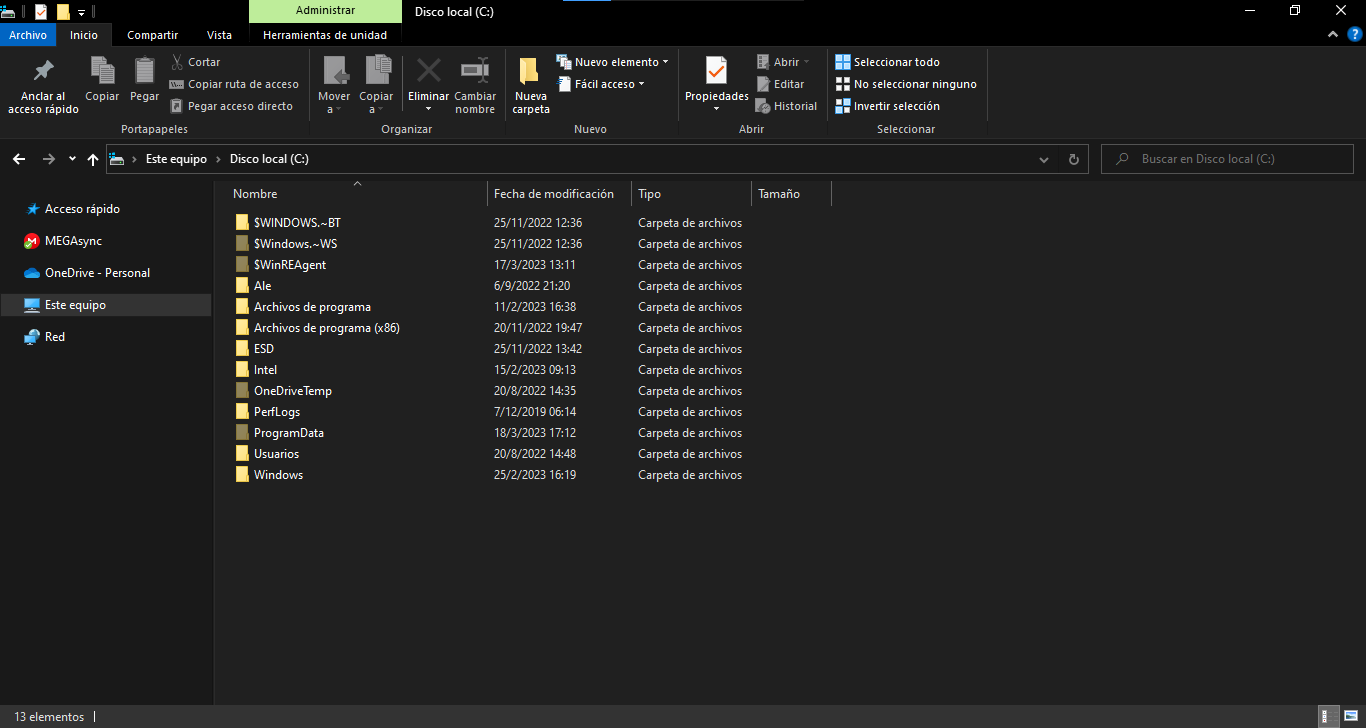 Administrar
Disco local (C:)
Archivo
Inicio
Compartir
Vista
Herramientas de unidad
Anclar al
acceso rápido
Copiar
Pegar
Cortar
Copiar ruta de acceso
Pegar acceso directo
Portapapeles
Mover
a
Copiar
a
Eliminar
Cambiar
nombre
Organizar
Nueva
carpeta
Nuevo elemento
Fácil acceso
Nuevo
Propiedades
Abrir
Editar
Historial
Abrir
Seleccionar todo
No seleccionar ninguno
Invertir selección
Seleccionar
Este equipo > Disco local (C:)
Buscar en Disco local (C:)
Acceso rápido
MEGAsync
OneDrive - Personal
Este equipo
Red
Nombre Fecha de modificación Tipo Tamaño
$WINDOWS.~BT 25/11/2022 12:36 Carpeta de archivos
$Windows.~WS 25/11/2022 12:36 Carpeta de archivos
$WinREAgent 17/3/2023 13:11 Carpeta de archivos
Ale 6/9/2022 21:20 Carpeta de archivos
Archivos de programa 11/2/2023 16:38 Carpeta de archivos
Archivos de programa (x86) 20/11/2022 19:47 Carpeta de archivos
ESD 25/11/2022 13:42 Carpeta de archivos
Intel 15/2/2023 09:13 Carpeta de archivos
OneDriveTemp 20/8/2022 14:35 Carpeta de archivos
PerfLogs 7/12/2019 06:14 Carpeta de archivos
ProgramData 18/3/2023 17:12 Carpeta de archivos
Usuarios 20/8/2022 14:48 Carpeta de archivos
Windows 25/2/2023 16:19 Carpeta de archivos
13 elementos